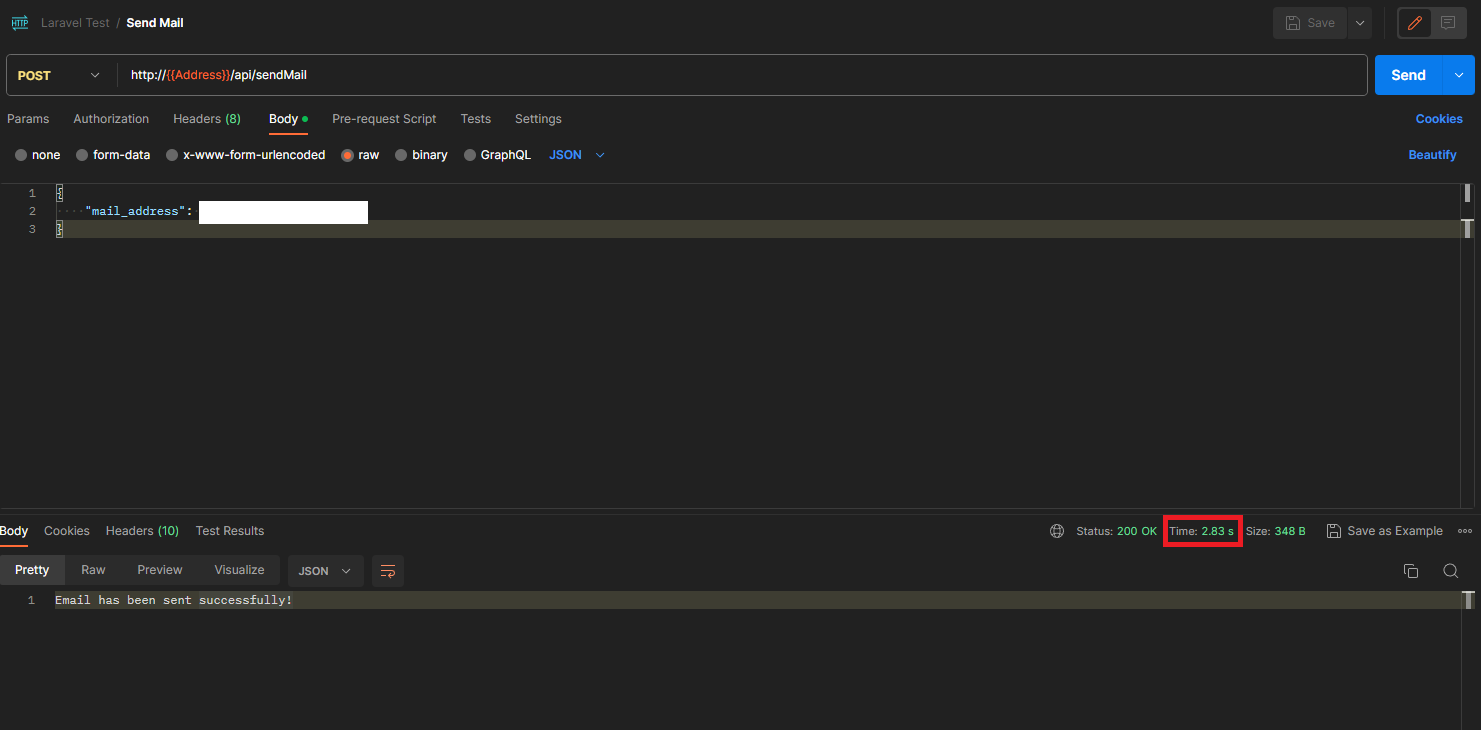 HTTP Laravel Test / Send Mail Save
POST http://{{Address}}/api/sendMail Send
Params Authorization Headers (8) Body Pre-request Script Tests Settings Cookies
none form-data x-www-form-urlencoded raw binary GraphQL JSON Beautify
1 {
2 ····"mail_address":
3 }
Body Cookies Headers (10) Test Results Status: 200 OK Time: 2.83 s Size: 348 B Save as Example
Pretty Raw Preview Visualize JSON
1 Email has been sent successfully!